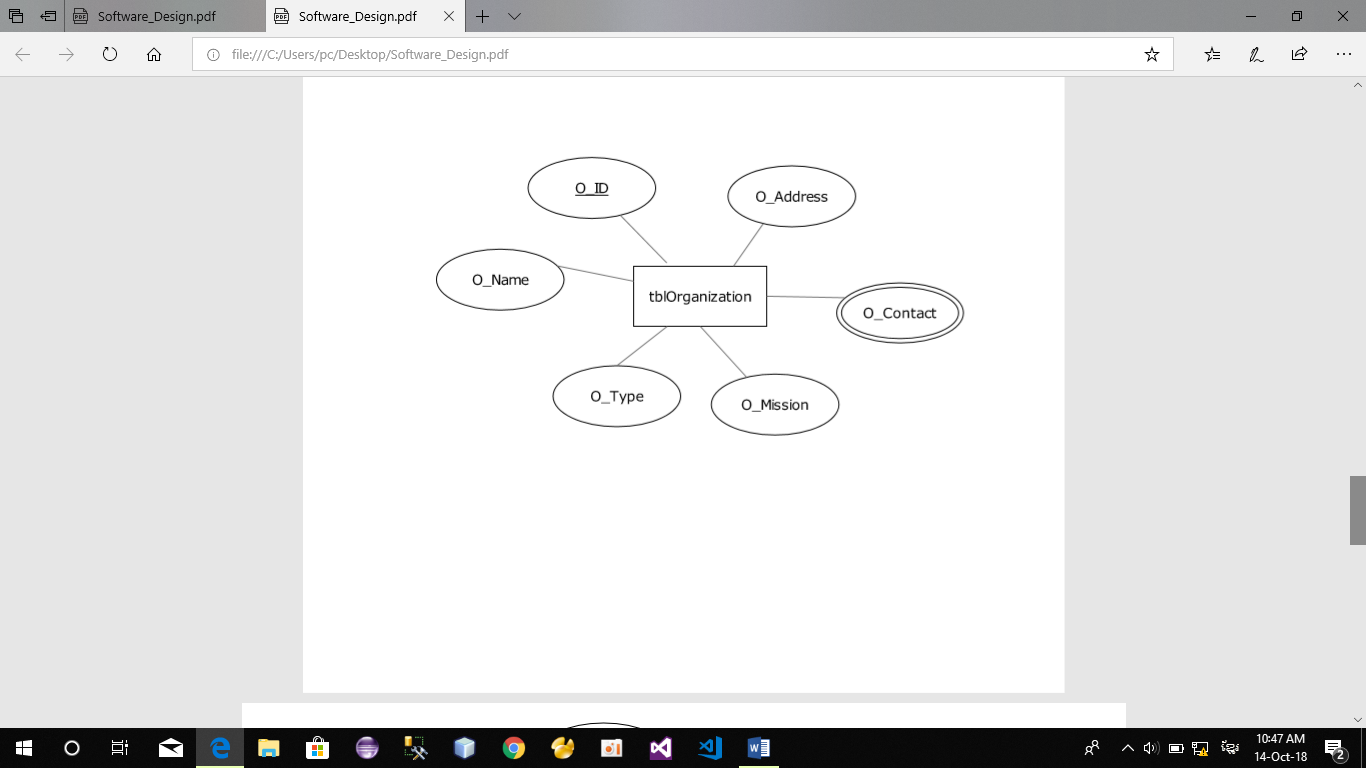 Software_Design.pdf
Software_Design.pdf
file:///C:/Users/pc/Desktop/Software_Design.pdf
O_ID
O_Address
O_Name
tblOrganization
O_Contact
O_Type
O_Mission
10:47 AM
14-Oct-18
2